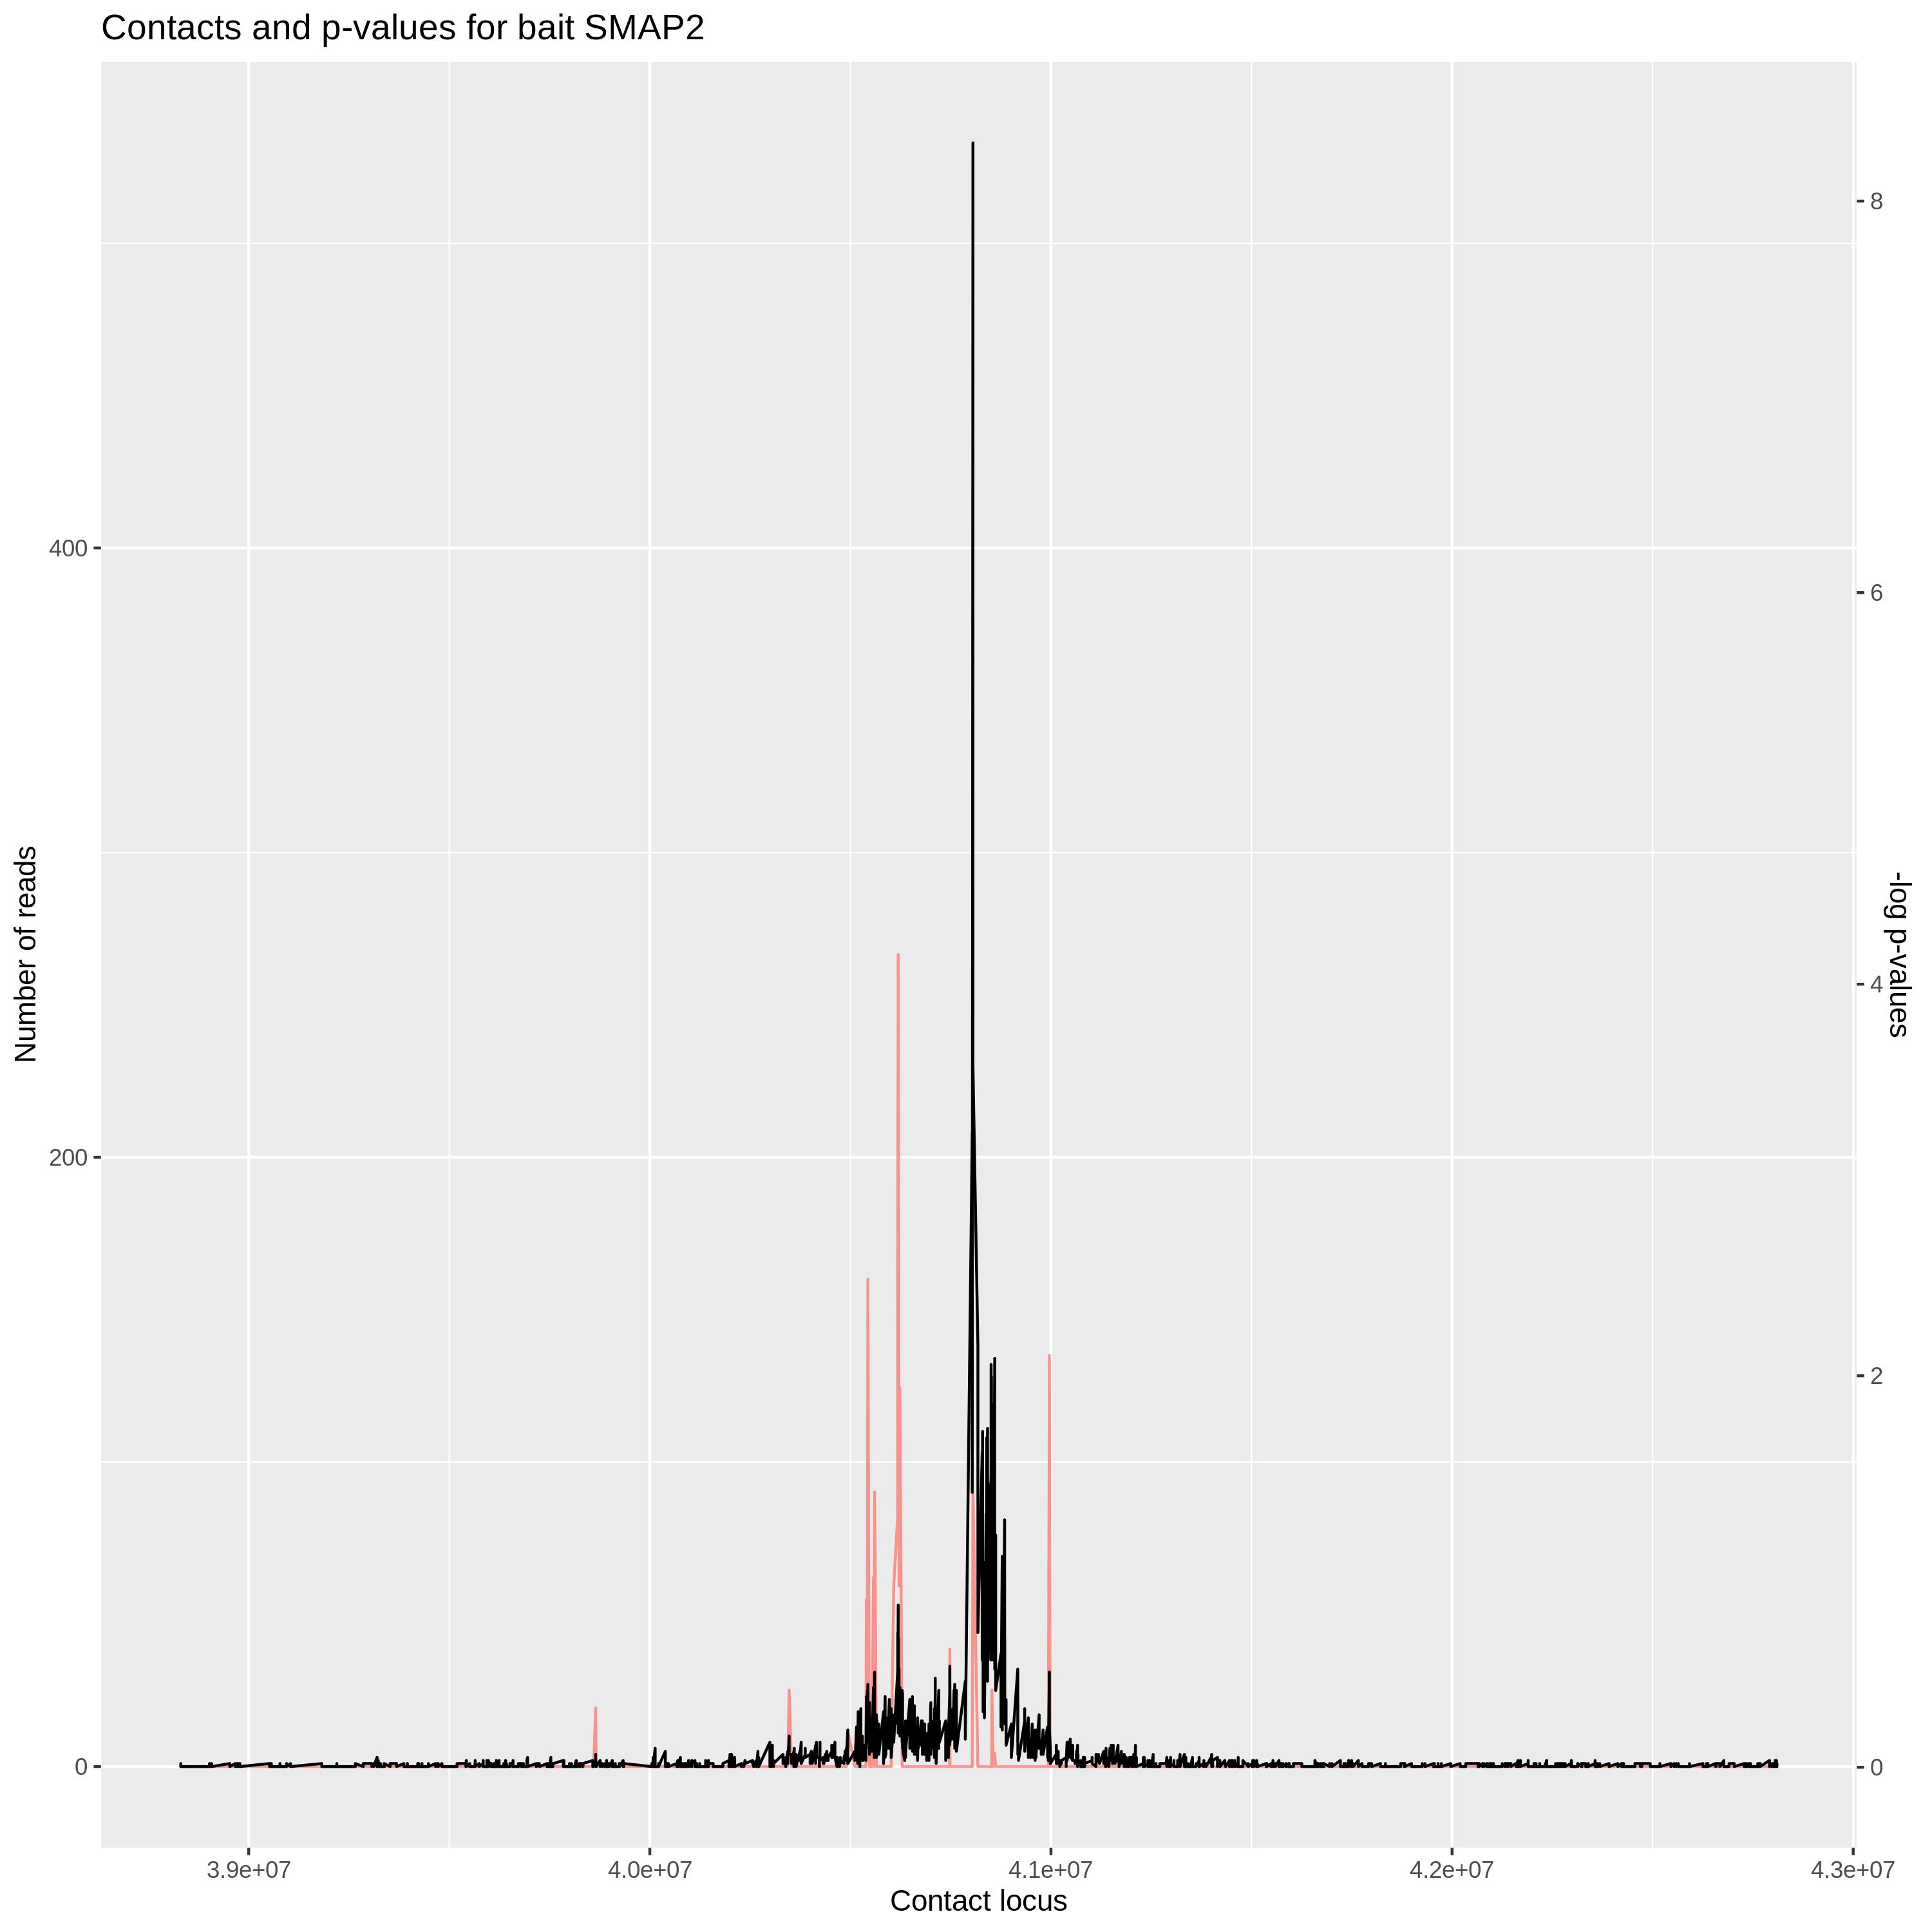 Contacts and p-values for bait SMAP2
Number of reads
400
200
0
8
6
4
2
0
-log p-values
3.9e+07
4.0e+07
4.1e+07
4.2e+07
4.3e+07
Contact locus